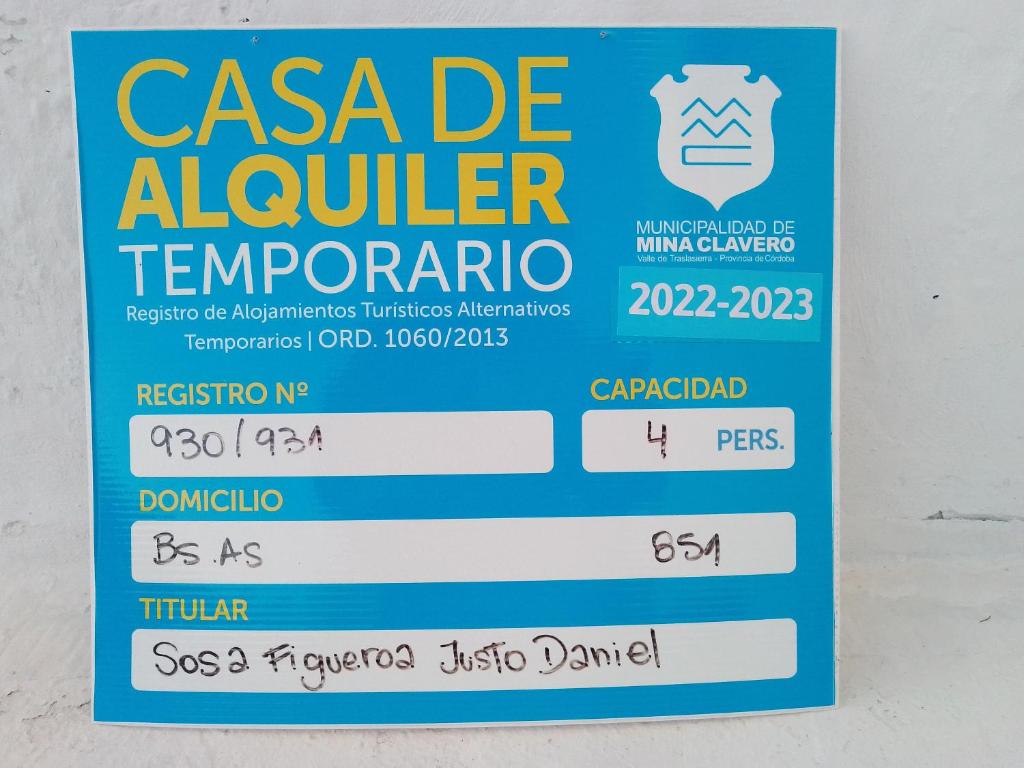 CASA DE
ALQUILER
TEMPORARIO
Registro de Alojamientos Turísticos Alternativos
Temporarios | ORD. 1060/2013
MUNICIPALIDAD DE
MINA CLAVERO
Valle de Traslasierra - Provincia de Córdoba
2022-2023
REGISTRO Nº
930/931
CAPACIDAD
4 PERS.
DOMICILIO
BS.AS 851
TITULAR
Sosa Figueroa Justo Daniel